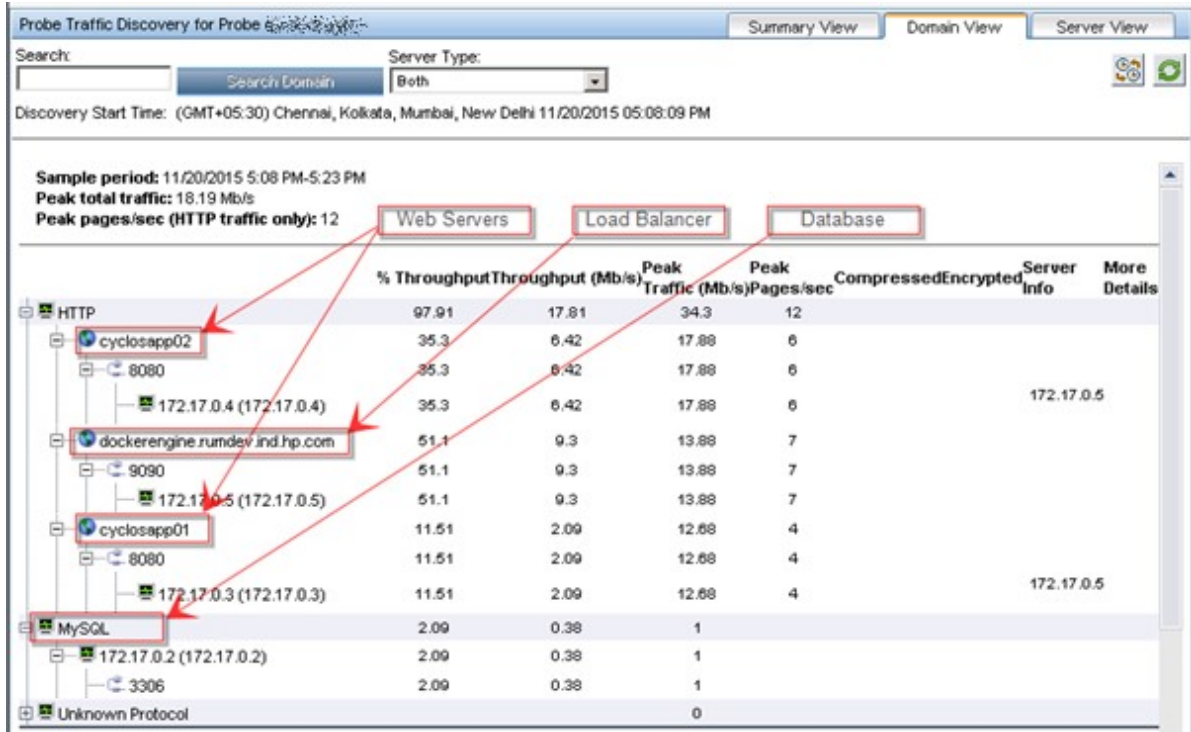 Probe Traffic Discovery for Probe
Summary View Domain View Server View
Search: Server Type:
Search Domain Both
Discovery Start Time: (GMT+05:30) Chennai, Kolkata, Mumbai, New Delhi 11/20/2015 05:08:09 PM
Sample period: 11/20/2015 5:08 PM-5:23 PM
Peak total traffic: 18.19 Mb/s
Peak pages/sec (HTTP traffic only): 12
Web Servers Load Balancer Database
% Throughput Throughput (Mb/s) Peak Traffic (Mb/s) Peak Pages/sec Compressed Encrypted Server Info More Details
HTTP 97.91 17.81 34.3 12
cyclosapp02 35.3 6.42 17.88 6
8080 35.3 6.42 17.88 6
172.17.0.4 (172.17.0.4) 35.3 6.42 17.88 6 172.17.0.5
dockerengine.rumdev.ind.hp.com 51.1 9.3 13.88 7
9090 51.1 9.3 13.88 7
172.17.0.5 (172.17.0.5) 51.1 9.3 13.88 7
cyclosapp01 11.51 2.09 12.68 4
8080 11.51 2.09 12.68 4
172.17.0.3 (172.17.0.3) 11.51 2.09 12.68 4 172.17.0.5
MySQL 2.09 0.38 1
172.17.0.2 (172.17.0.2) 2.09 0.38 1
3306 2.09 0.38 1
Unknown Protocol 0